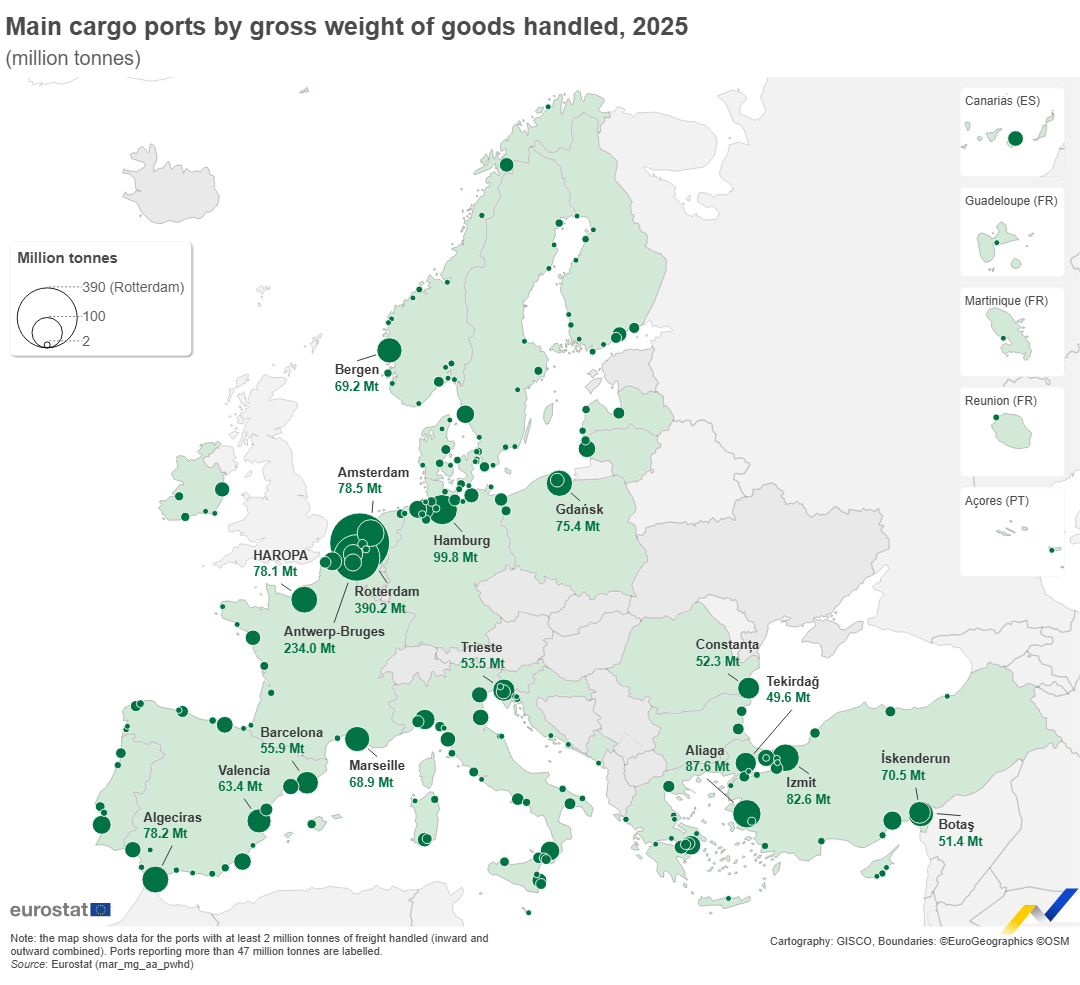 Main cargo ports by gross weight of goods handled, 2025
(million tonnes)
Canarias (ES)
Guadeloupe (FR)
Martinique (FR)
Reunion (FR)
Açores (PT)
Million tonnes
390 (Rotterdam)
100
2
Bergen
69.2 Mt
Amsterdam
78.5 Mt
Gdańsk
75.4 Mt
Hamburg
99.8 Mt
HAROPA
78.1 Mt
Rotterdam
390.2 Mt
Antwerp-Bruges
234.0 Mt
Trieste
53.5 Mt
Constanța
52.3 Mt
Tekirdağ
49.6 Mt
Barcelona
55.9 Mt
Marseille
68.9 Mt
Aliaga
87.6 Mt
İskenderun
70.5 Mt
Valencia
63.4 Mt
Izmit
82.6 Mt
Algeciras
78.2 Mt
Botaş
51.4 Mt
eurostat
Note: the map shows data for the ports with at least 2 million tonnes of freight handled (inward and
outward combined). Ports reporting more than 47 million tonnes are labelled.
Source: Eurostat (mar_mg_aa_pwhd)
Cartography: GISCO, Boundaries: ©EuroGeographics ©OSM